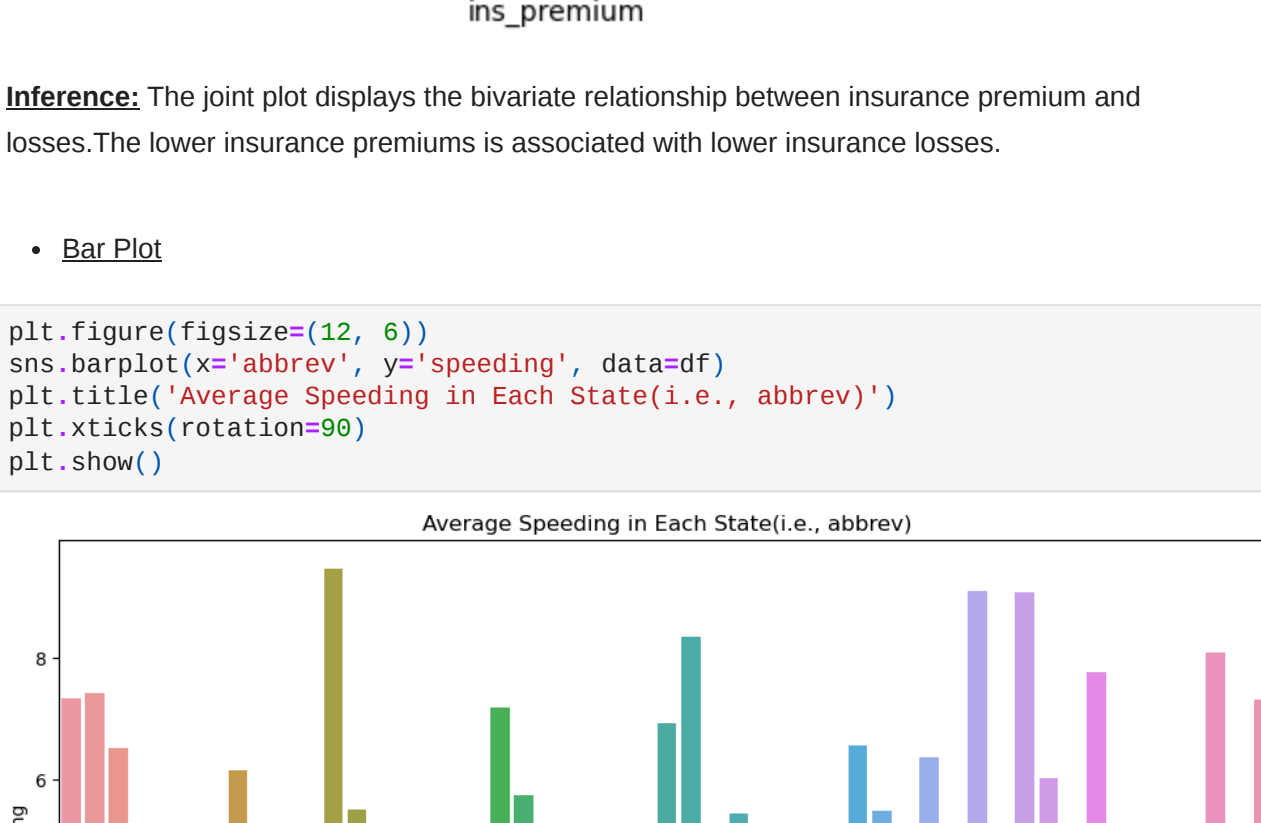 ins_premium
Inference: The joint plot displays the bivariate relationship between insurance premium and
losses.The lower insurance premiums is associated with lower insurance losses.
• Bar Plot
plt.figure(figsize=(12, 6))
sns.barplot(x='abbrev', y='speeding', data=df)
plt.title('Average Speeding in Each State(i.e., abbrev)')
plt.xticks(rotation=90)
plt.show()
Average Speeding in Each State(i.e., abbrev)
8
6
ng